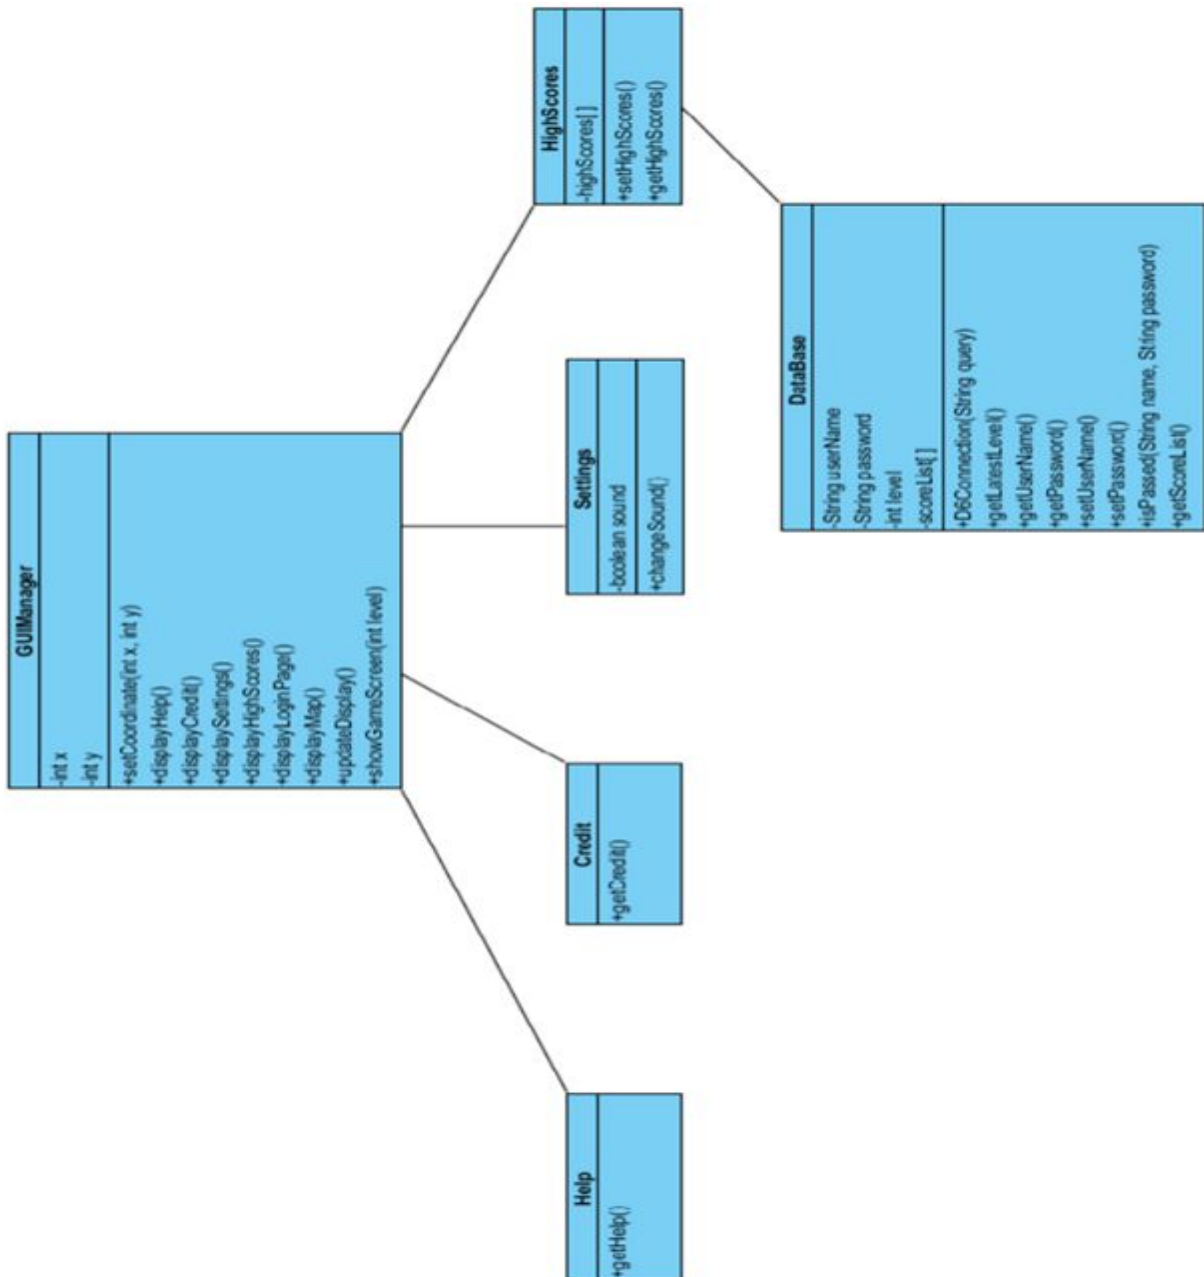 GUIManager
-int x
-int y
+setCoordinate(int x, int y)
+displayHelp()
+displayCredit()
+displaySettings()
+displayHighScores()
+displayLoginPage()
+displayMap()
+updateDisplay()
+showGameScreen(int level)
Help
+getHelp()
Credit
+getCredit()
Settings
-boolean sound
+changeSound()
HighScores
-highScores[ ]
+setHighScores()
+getHighScores()
DataBase
-String userName
-String password
-int level
-scoreList[ ]
+D6Connection(String query)
+getLatestLevel()
+getUserName()
+getPassword()
+setUserName()
+setPassword()
+isPassed(String name, String password)
+getScoreList()